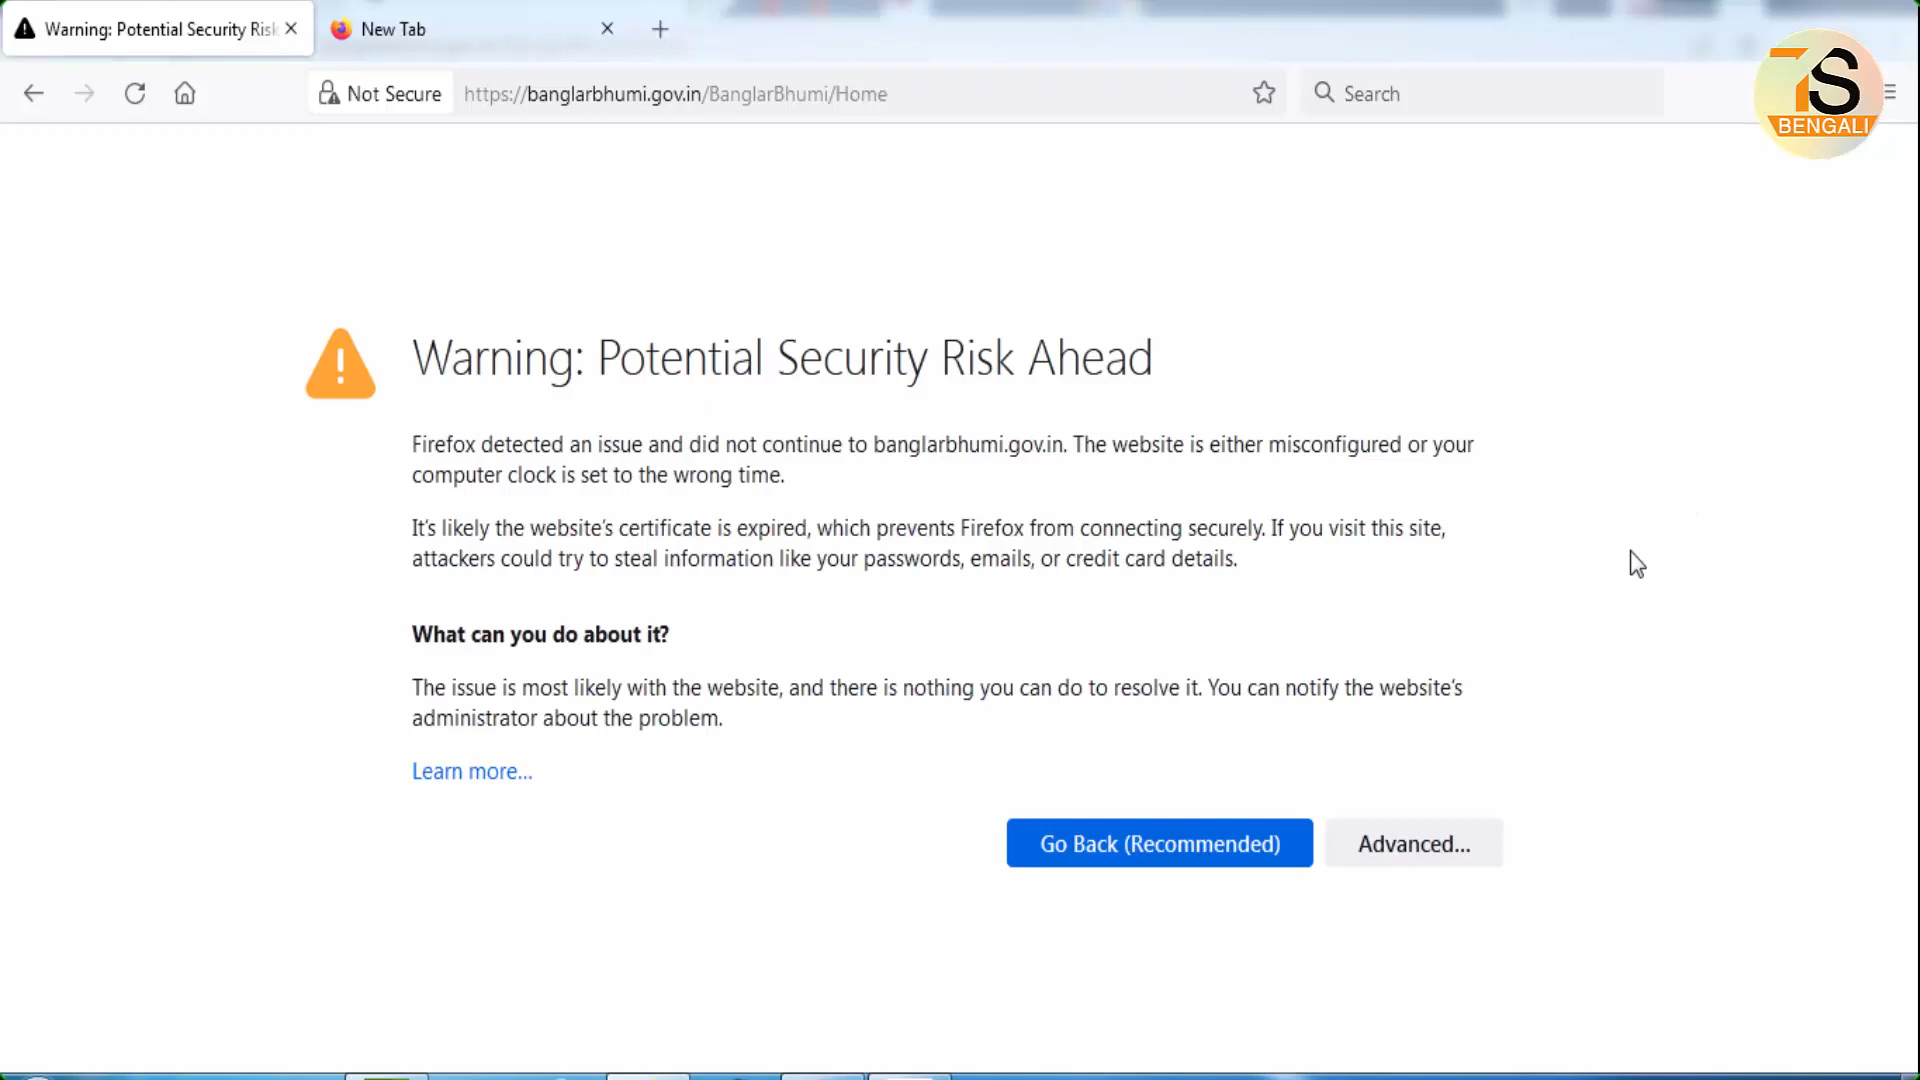 Warning: Potential Security Risk
New Tab
Not Secure
https://banglarbhumi.gov.in/BanglarBhumi/Home
Search
7S
BENGALI
Warning: Potential Security Risk Ahead
Firefox detected an issue and did not continue to banglarbhumi.gov.in. The website is either misconfigured or your
computer clock is set to the wrong time.
It's likely the website's certificate is expired, which prevents Firefox from connecting securely. If you visit this site,
attackers could try to steal information like your passwords, emails, or credit card details.
What can you do about it?
The issue is most likely with the website, and there is nothing you can do to resolve it. You can notify the website's
administrator about the problem.
Learn more...
Go Back (Recommended)
Advanced...